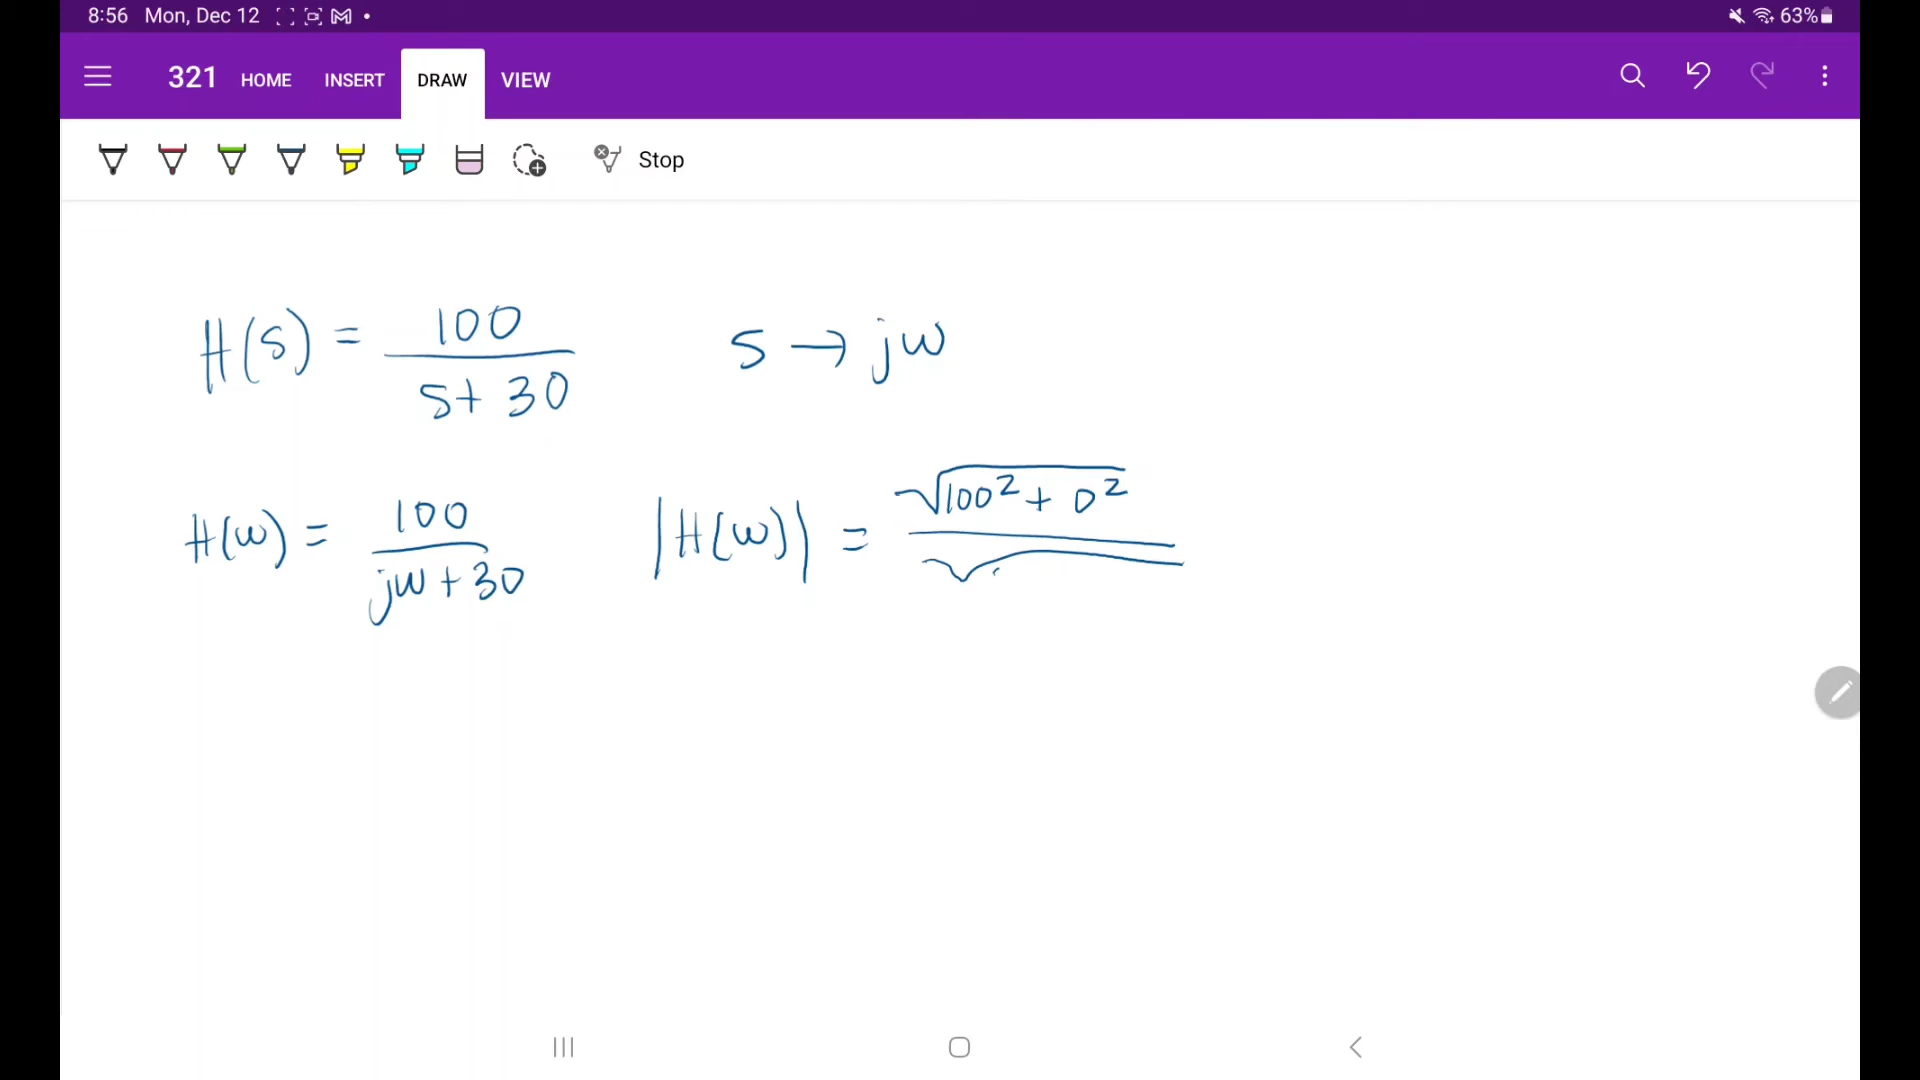 8:56 Mon, Dec 12 63%
321 HOME INSERT DRAW VIEW
Stop
H(s) = 100 / s + 30 s → jw
H(w) = 100 / jw + 30 |H(w)| = √100² + 0² / √